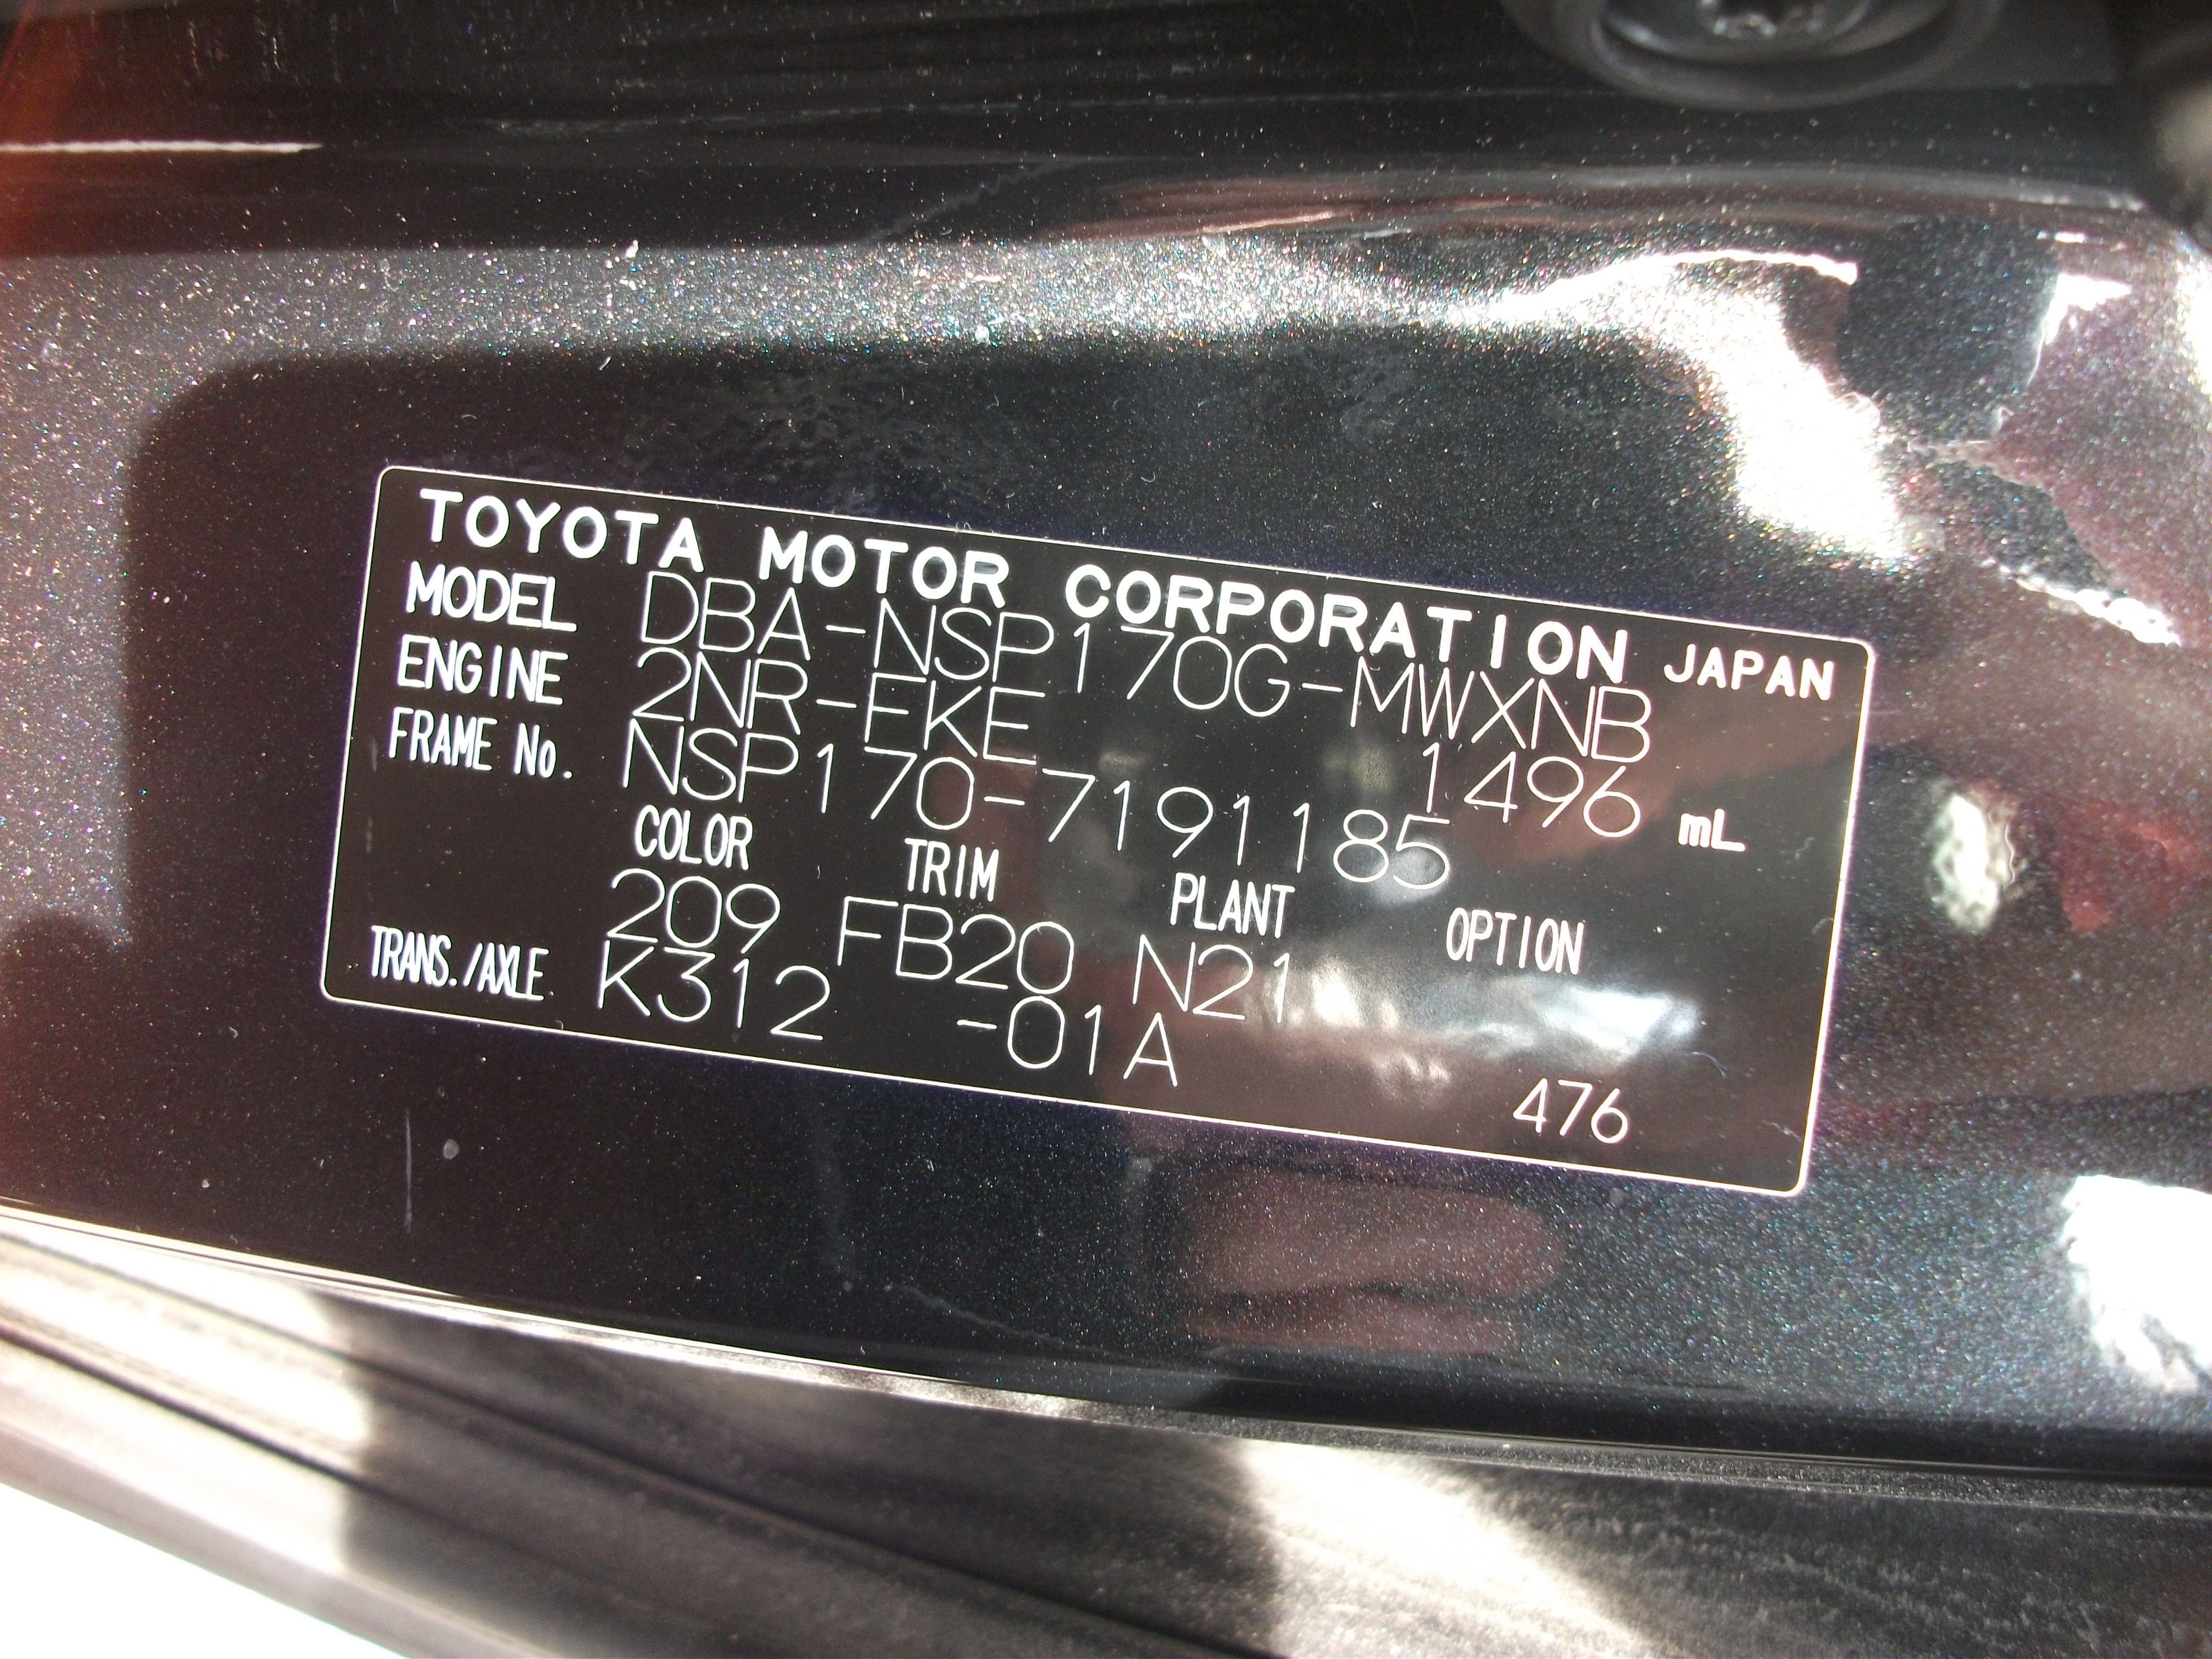 TOYOTA MOTOR CORPORATION JAPAN
MODEL DBA-NSP170G-MWXNB
ENGINE 2NR-FKE 1496 mL
FRAME No. NSP170-7191185
COLOR TRIM PLANT OPTION
209 FB20 N21
TRANS./AXLE K312 -01A
476